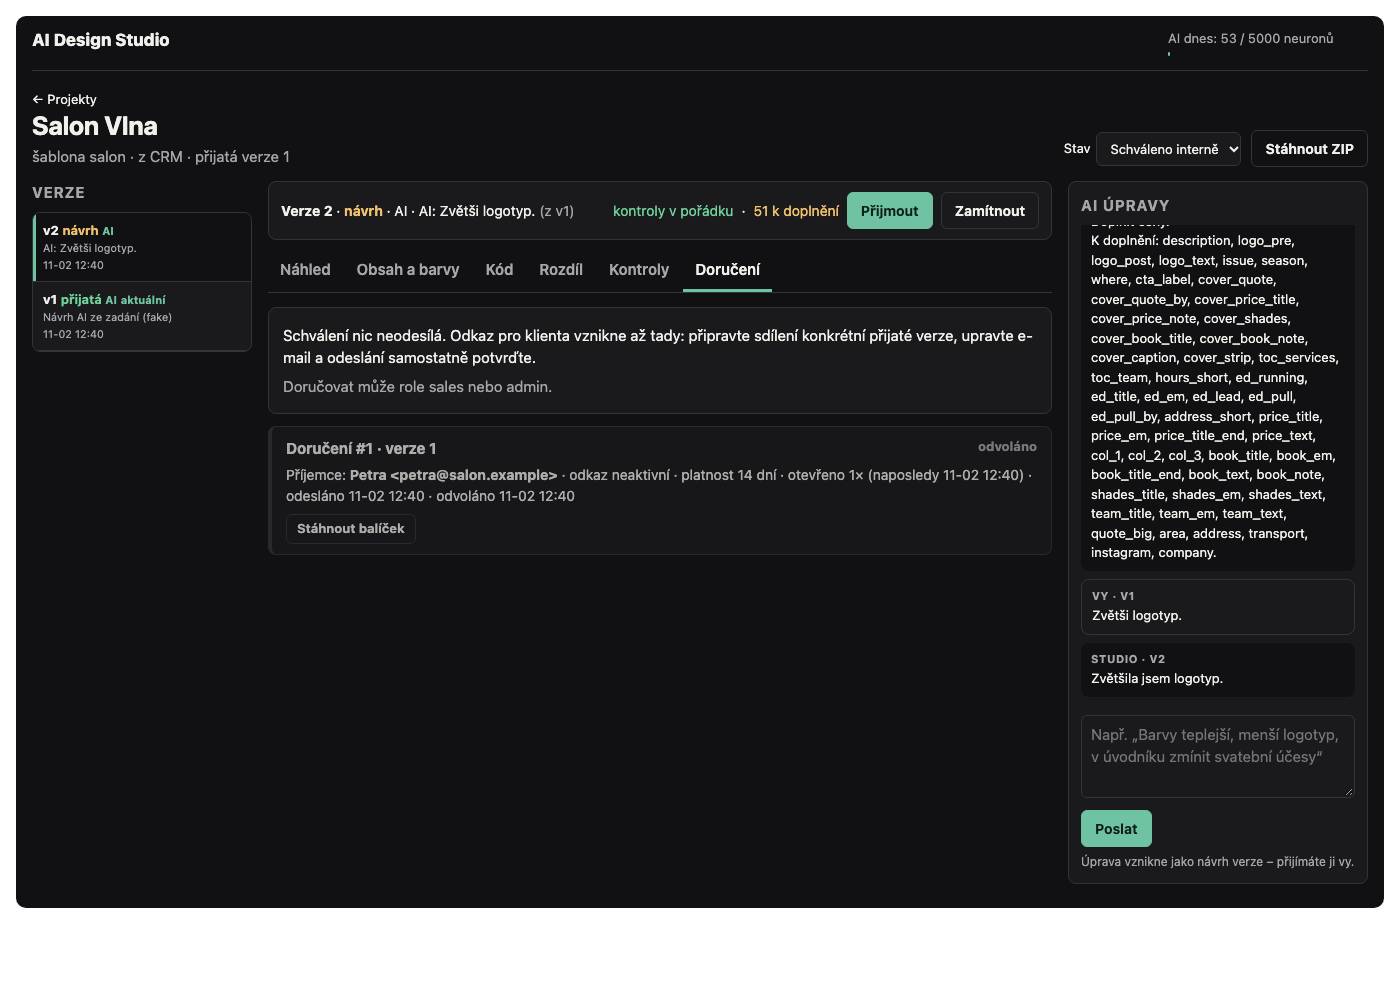 AI Design Studio
AI dnes: 53 / 5000 neuronů
← Projekty
Salon Vlna
šablona salon · z CRM · přijatá verze 1
Stav
Schváleno interně
Stáhnout ZIP
VERZE
v2 návrh AI
AI: Zvětši logotyp.
11-02 12:40
v1 přijatá AI aktuální
Návrh AI ze zadání (fake)
11-02 12:40
Verze 2 · návrh · AI · AI: Zvětši logotyp. (z v1)
kontroly v pořádku · 51 k doplnění
Přijmout
Zamítnout
Náhled
Obsah a barvy
Kód
Rozdíl
Kontroly
Doručení
Schválení nic neodesílá. Odkaz pro klienta vznikne až tady: připravte sdílení konkrétní přijaté verze, upravte e-
mail a odeslání samostatně potvrďte.
Doručovat může role sales nebo admin.
Doručení #1 · verze 1
odvoláno
Příjemce: Petra <petra@salon.example> · odkaz neaktivní · platnost 14 dní · otevřeno 1× (naposledy 11-02 12:40) ·
odesláno 11-02 12:40 · odvoláno 11-02 12:40
Stáhnout balíček
AI ÚPRAVY
K doplnění: description, logo_pre,
logo_post, logo_text, issue, season,
where, cta_label, cover_quote,
cover_quote_by, cover_price_title,
cover_price_note, cover_shades,
cover_book_title, cover_book_note,
cover_caption, cover_strip, toc_services,
toc_team, hours_short, ed_running,
ed_title, ed_em, ed_lead, ed_pull,
ed_pull_by, address_short, price_title,
price_em, price_title_end, price_text,
col_1, col_2, col_3, book_title, book_em,
book_title_end, book_text, book_note,
shades_title, shades_em, shades_text,
team_title, team_em, team_text,
quote_big, area, address, transport,
instagram, company.
VY · V1
Zvětši logotyp.
STUDIO · V2
Zvětšila jsem logotyp.
Např. „Barvy teplejší, menší logotyp,
v úvodníku zmínit svatební účesy“
Poslat
Úprava vznikne jako návrh verze – přijímáte ji vy.